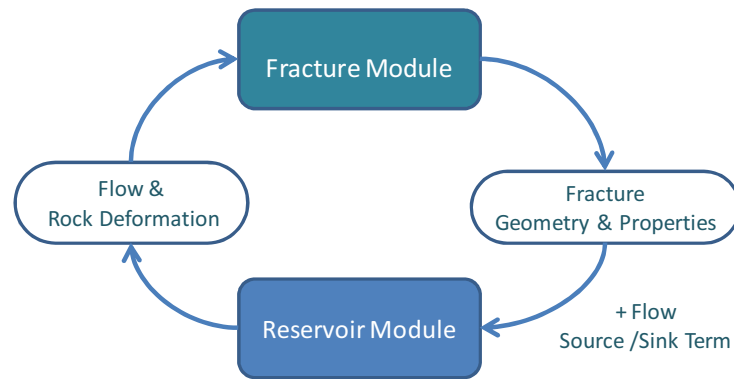 Fracture Module
Flow &
Rock Deformation
Fracture
Geometry & Properties
Reservoir Module
+ Flow
Source /Sink Term